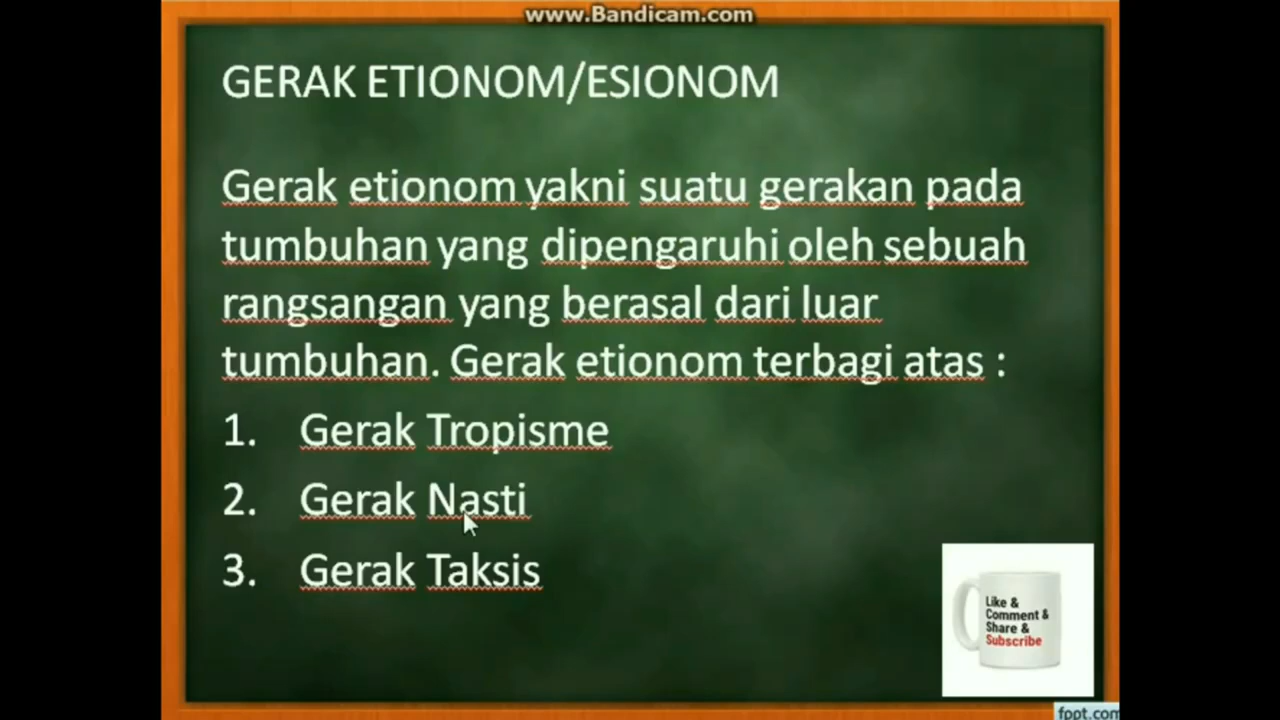 www.Bandicam.com
GERAK ETIONOM/ESIONOM
Gerak etionom yakni suatu gerakan pada
tumbuhan yang dipengaruhi oleh sebuah
rangsangan yang berasal dari luar
tumbuhan. Gerak etionom terbagi atas :
1. Gerak Tropisme
2. Gerak Nasti
3. Gerak Taksis
Like &
Comment &
Share &
Subscribe
fppt.com